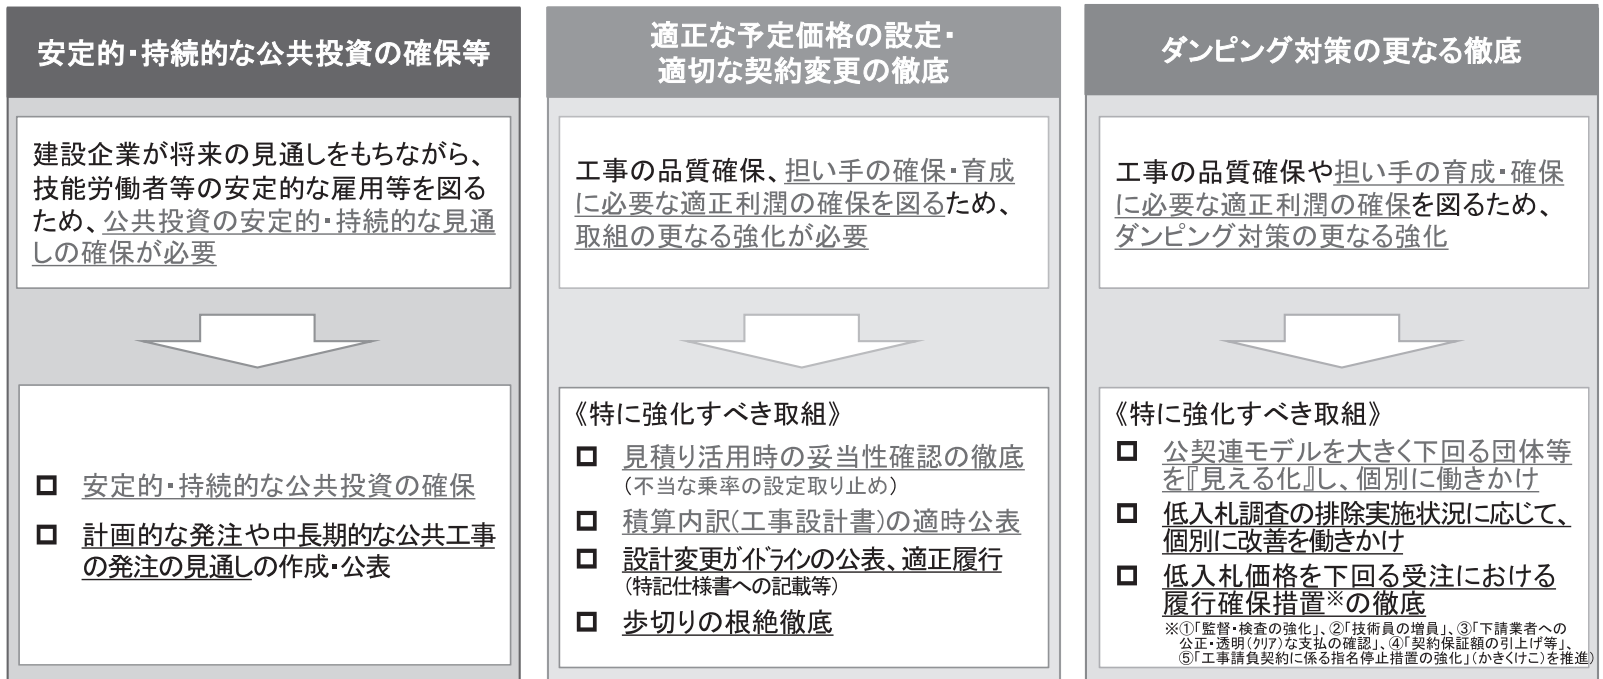 安定的・持続的な公共投資の確保等
建設企業が将来の見通しをもちながら、
技能労働者等の安定的な雇用等を図る
ため、公共投資の安定的・持続的な見通
しの確保が必要
□ 安定的・持続的な公共投資の確保
□ 計画的な発注や中長期的な公共工事
の発注の見通しの作成・公表
適正な予定価格の設定・
適切な契約変更の徹底
工事の品質確保、担い手の確保・育成
に必要な適正利潤の確保を図るため、
取組の更なる強化が必要
《特に強化すべき取組》
□ 見積り活用時の妥当性確認の徹底
（不当な乗率の設定取り止め）
□ 積算内訳(工事設計書)の適時公表
□ 設計変更ｶﾞｲﾄﾞﾗｲﾝの公表、適正履行
（特記仕様書への記載等）
□ 歩切りの根絶徹底
ダンピング対策の更なる徹底
工事の品質確保や担い手の育成・確保
に必要な適正利潤の確保を図るため、
ダンピング対策の更なる強化
《特に強化すべき取組》
□ 公契連モデルを大きく下回る団体等
を『見える化』し、個別に働きかけ
□ 低入札調査の排除実施状況に応じて、
個別に改善を働きかけ
□ 低入札価格を下回る受注における
履行確保措置※の徹底
※①「監督・検査の強化」、②「技術員の増員」、③「下請業者への
公正・透明（ｸﾘｱ）な支払の確認」、④「契約保証額の引上げ等」、
⑤「工事請負契約に係る指名停止措置の強化」（かきくけこ）を推進）